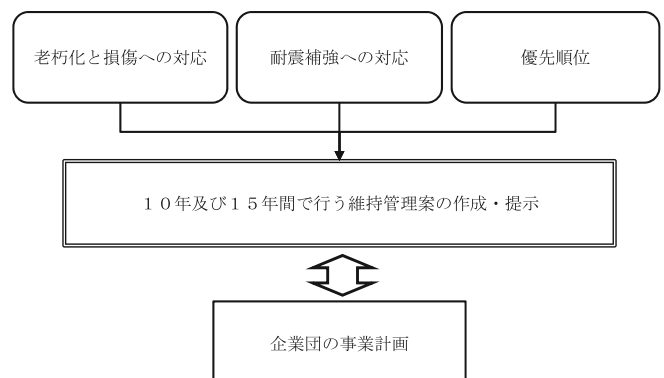 老朽化と損傷への対応
耐震補強への対応
優先順位
１０年及び１５年間で行う維持管理案の作成・提示
企業団の事業計画